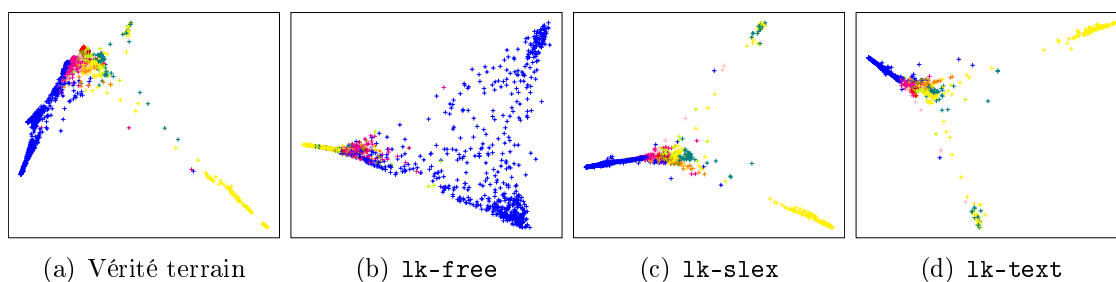 (a) Vérité terrain
(b) lk-free
(c) lk-slex
(d) lk-text